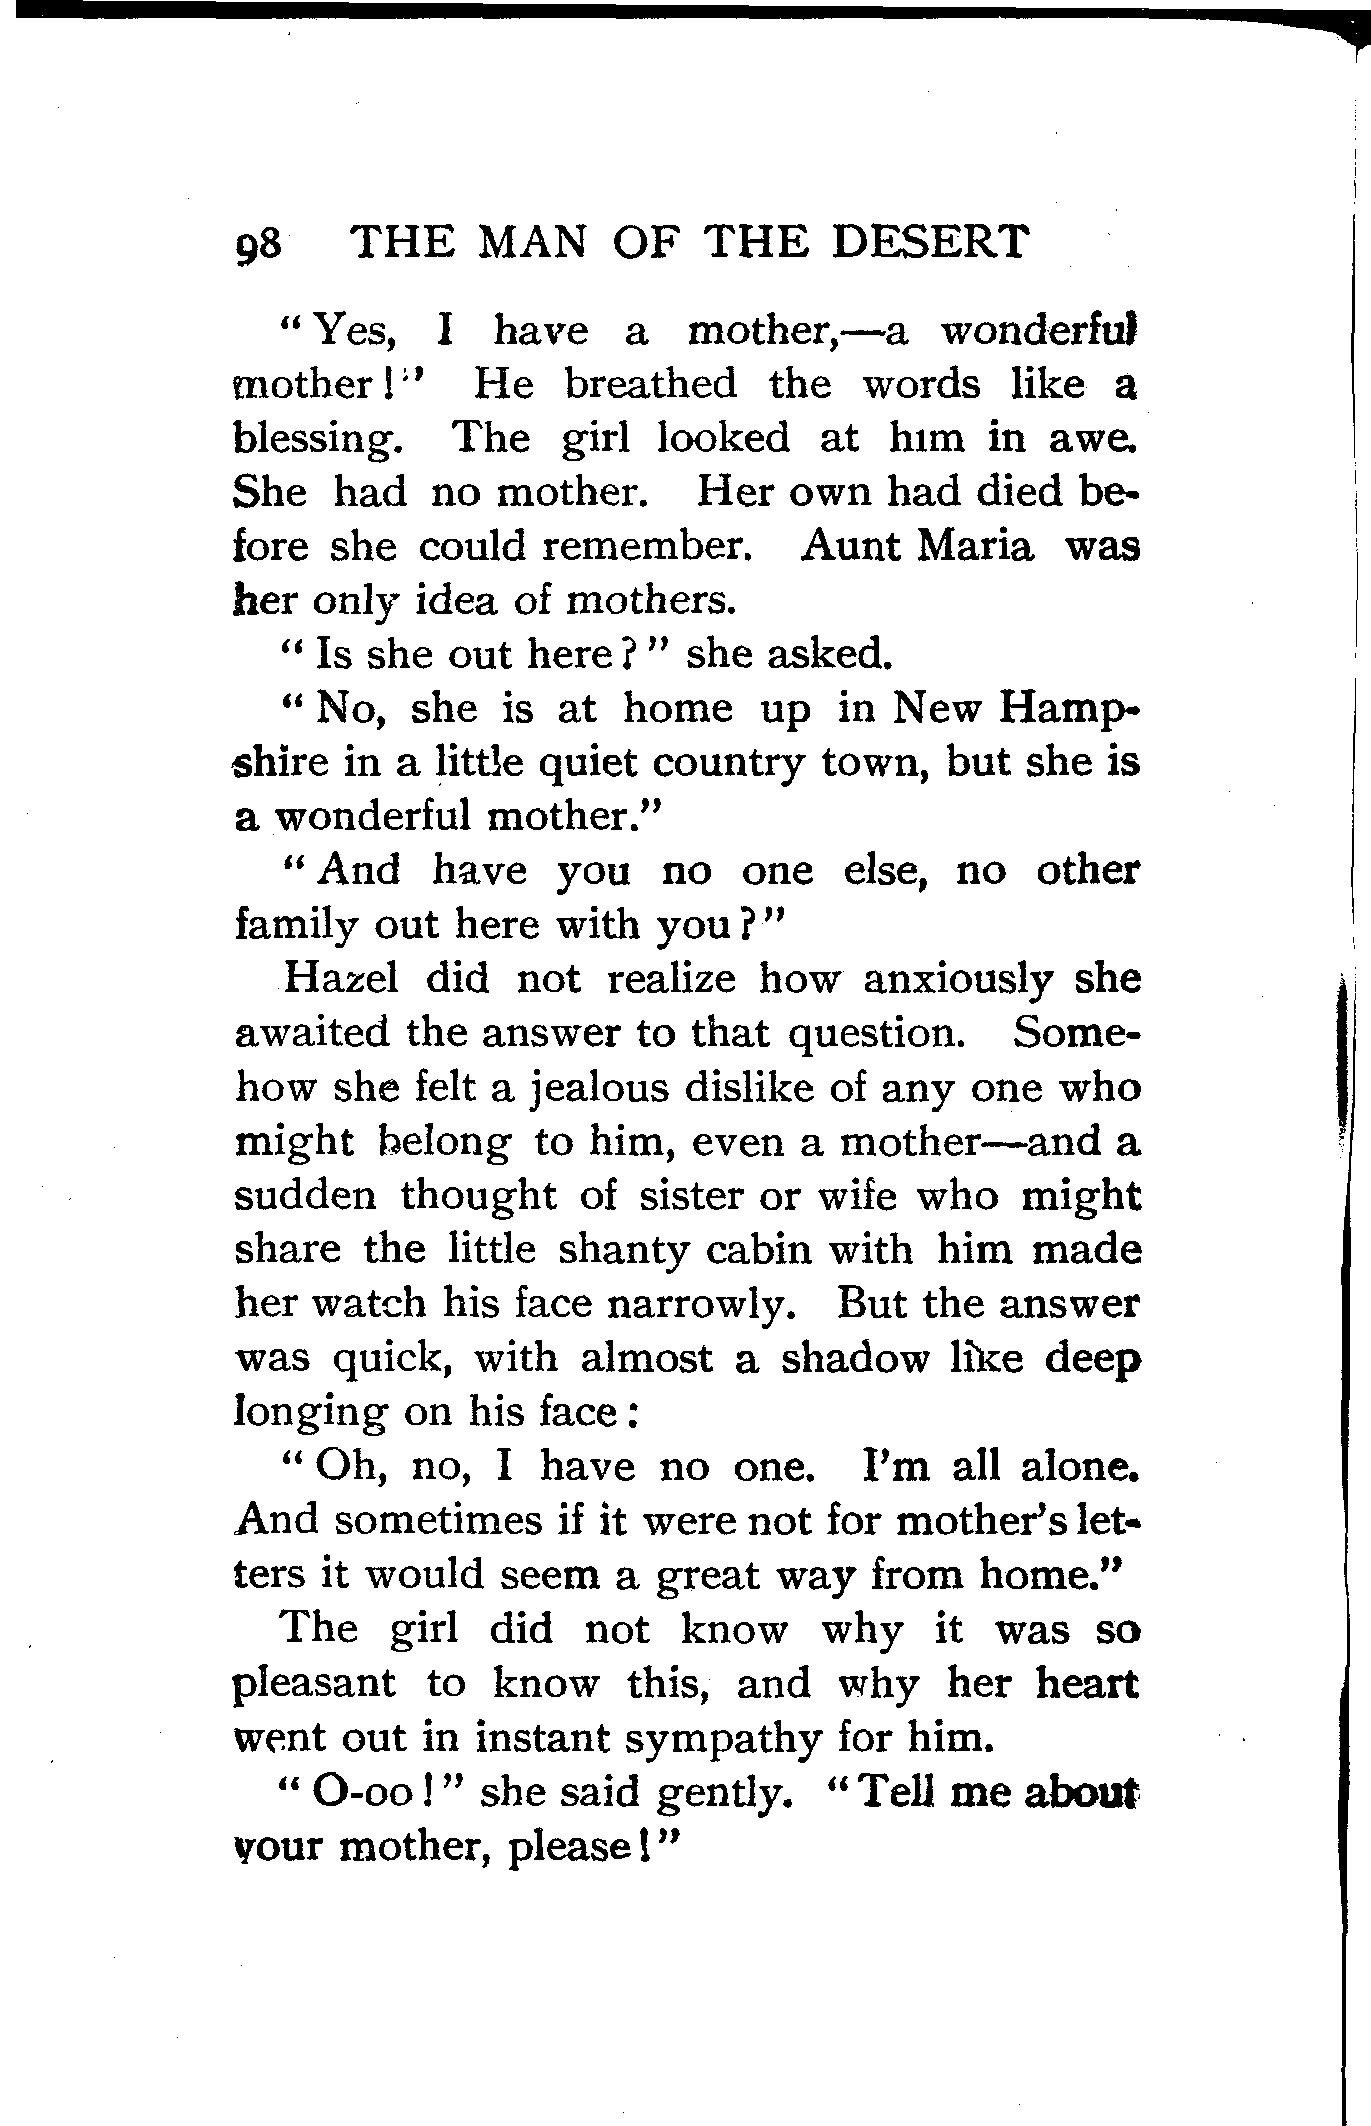 98 THE MAN OF THE DESERT
" Yes, I have a mother,—a wonderful
mother!" He breathed the words like a
blessing. The girl looked at him in awe.
She had no mother. Her own had died be-
fore she could remember. Aunt Maria was
her only idea of mothers.
" Is she out here?" she asked.
" No, she is at home up in New Hamp-
shire in a little quiet country town, but she is
a wonderful mother."
" And have you no one else, no other
family out here with you?"
Hazel did not realize how anxiously she
awaited the answer to that question. Some-
how she felt a jealous dislike of any one who
might belong to him, even a mother—and a
sudden thought of sister or wife who might
share the little shanty cabin with him made
her watch his face narrowly. But the answer
was quick, with almost a shadow like deep
longing on his face:
" Oh, no, I have no one. I'm all alone.
And sometimes if it were not for mother's let-
ters it would seem a great way from home."
The girl did not know why it was so
pleasant to know this, and why her heart
went out in instant sympathy for him.
" O-oo!" she said gently. "Tell me about
your mother, please!"